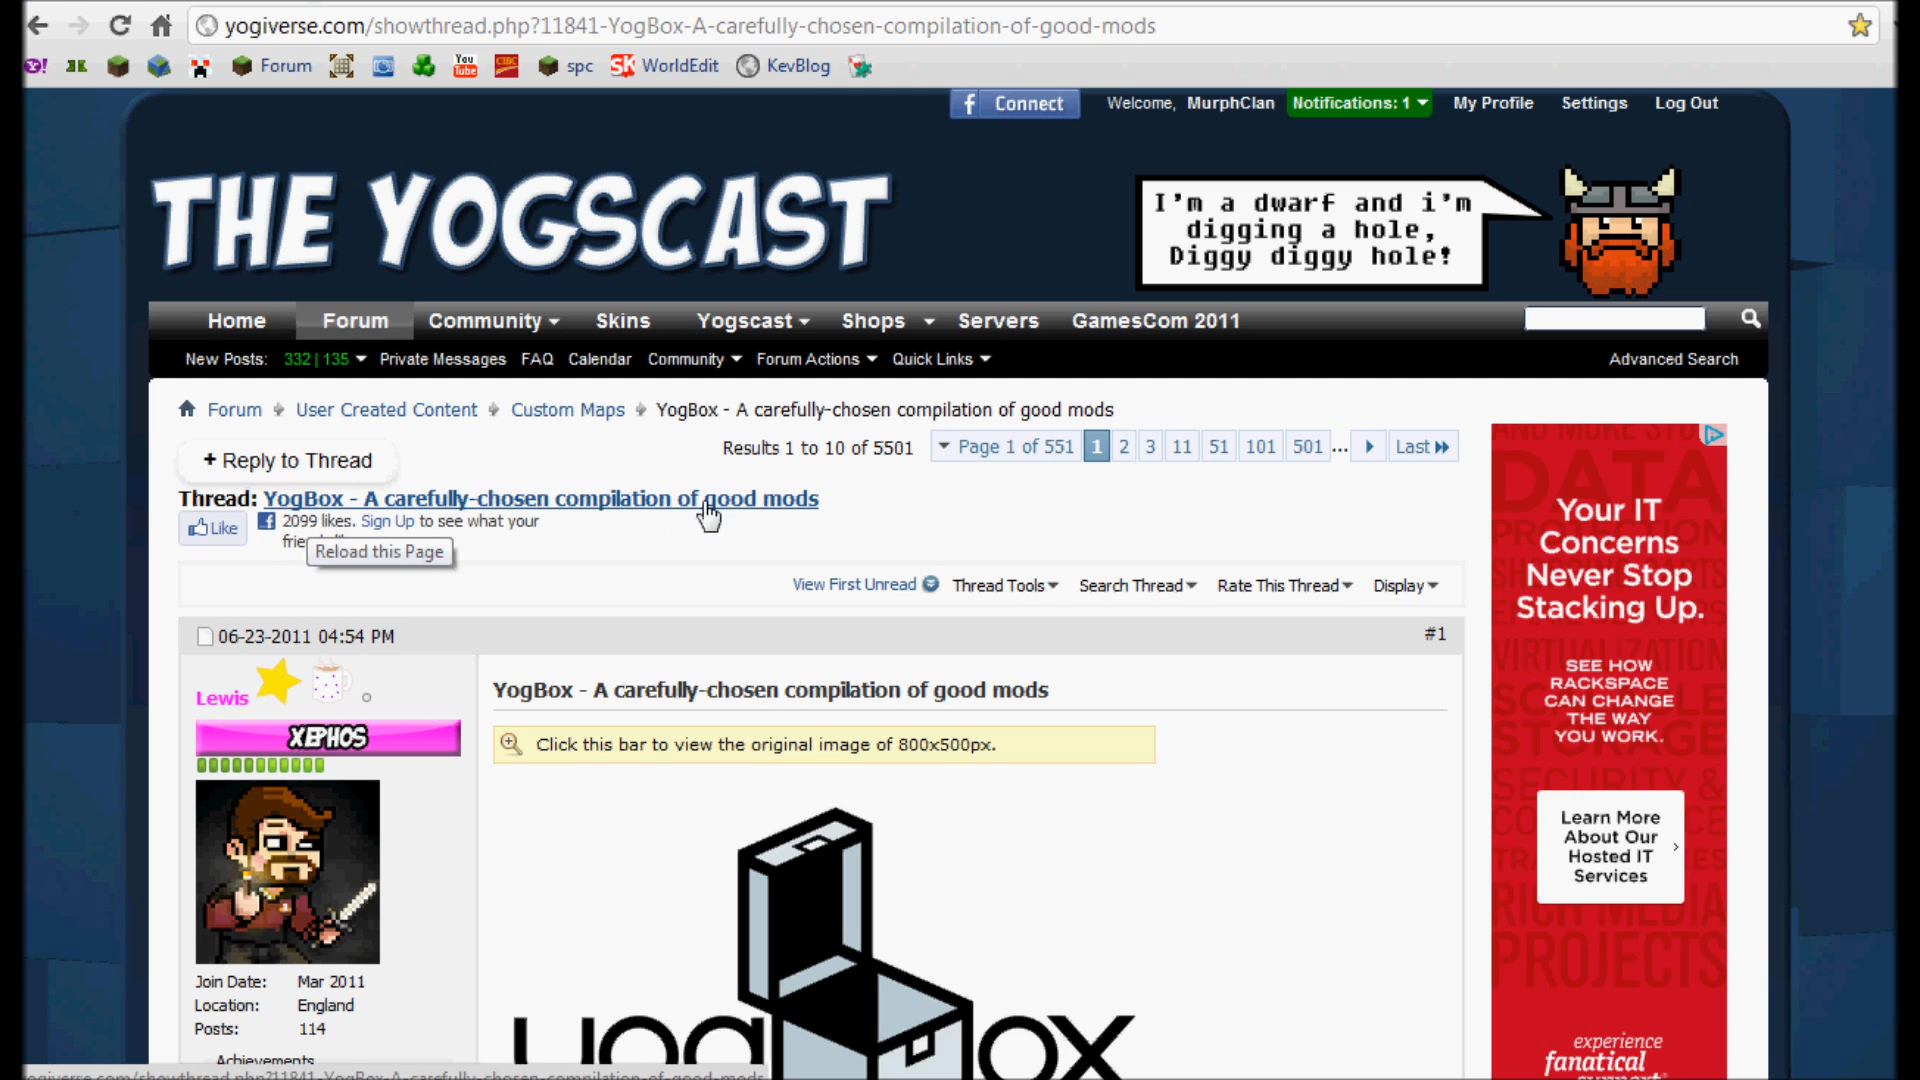 yogiverse.com/showthread.php?11841-YogBox-A-carefully-chosen-compilation-of-good-mods
Forum
You Tube
CIBC
spc
SK WorldEdit
KevBlog
f Connect
Welcome, MurphClan
Notifications: 1
My Profile
Settings
Log Out
THE YOGSCAST
I'm a dwarf and i'm
digging a hole,
Diggy diggy hole!
Home
Forum
Community
Skins
Yogscast
Shops
Servers
GamesCom 2011
New Posts: 332 | 135
Private Messages
FAQ
Calendar
Community
Forum Actions
Quick Links
Advanced Search
Forum
User Created Content
Custom Maps
YogBox - A carefully-chosen compilation of good mods
+ Reply to Thread
Results 1 to 10 of 5501
Page 1 of 551
1
2
3
11
51
101
501
...
Last
Thread: YogBox - A carefully-chosen compilation of good mods
Like
2099 likes. Sign Up to see what your
Reload this Page
View First Unread
Thread Tools
Search Thread
Rate This Thread
Display
06-23-2011 04:54 PM
#1
Lewis
XEPHOS
YogBox - A carefully-chosen compilation of good mods
Click this bar to view the original image of 800x500px.
Join Date: Mar 2011
Location: England
Posts: 114
Achievements
yogbox
Your IT
Concerns
Never Stop
Stacking Up.
SEE HOW
RACKSPACE
CAN CHANGE
THE WAY
YOU WORK.
Learn More
About Our
Hosted IT
Services
DATA
PROJECTS
experience
fanatical